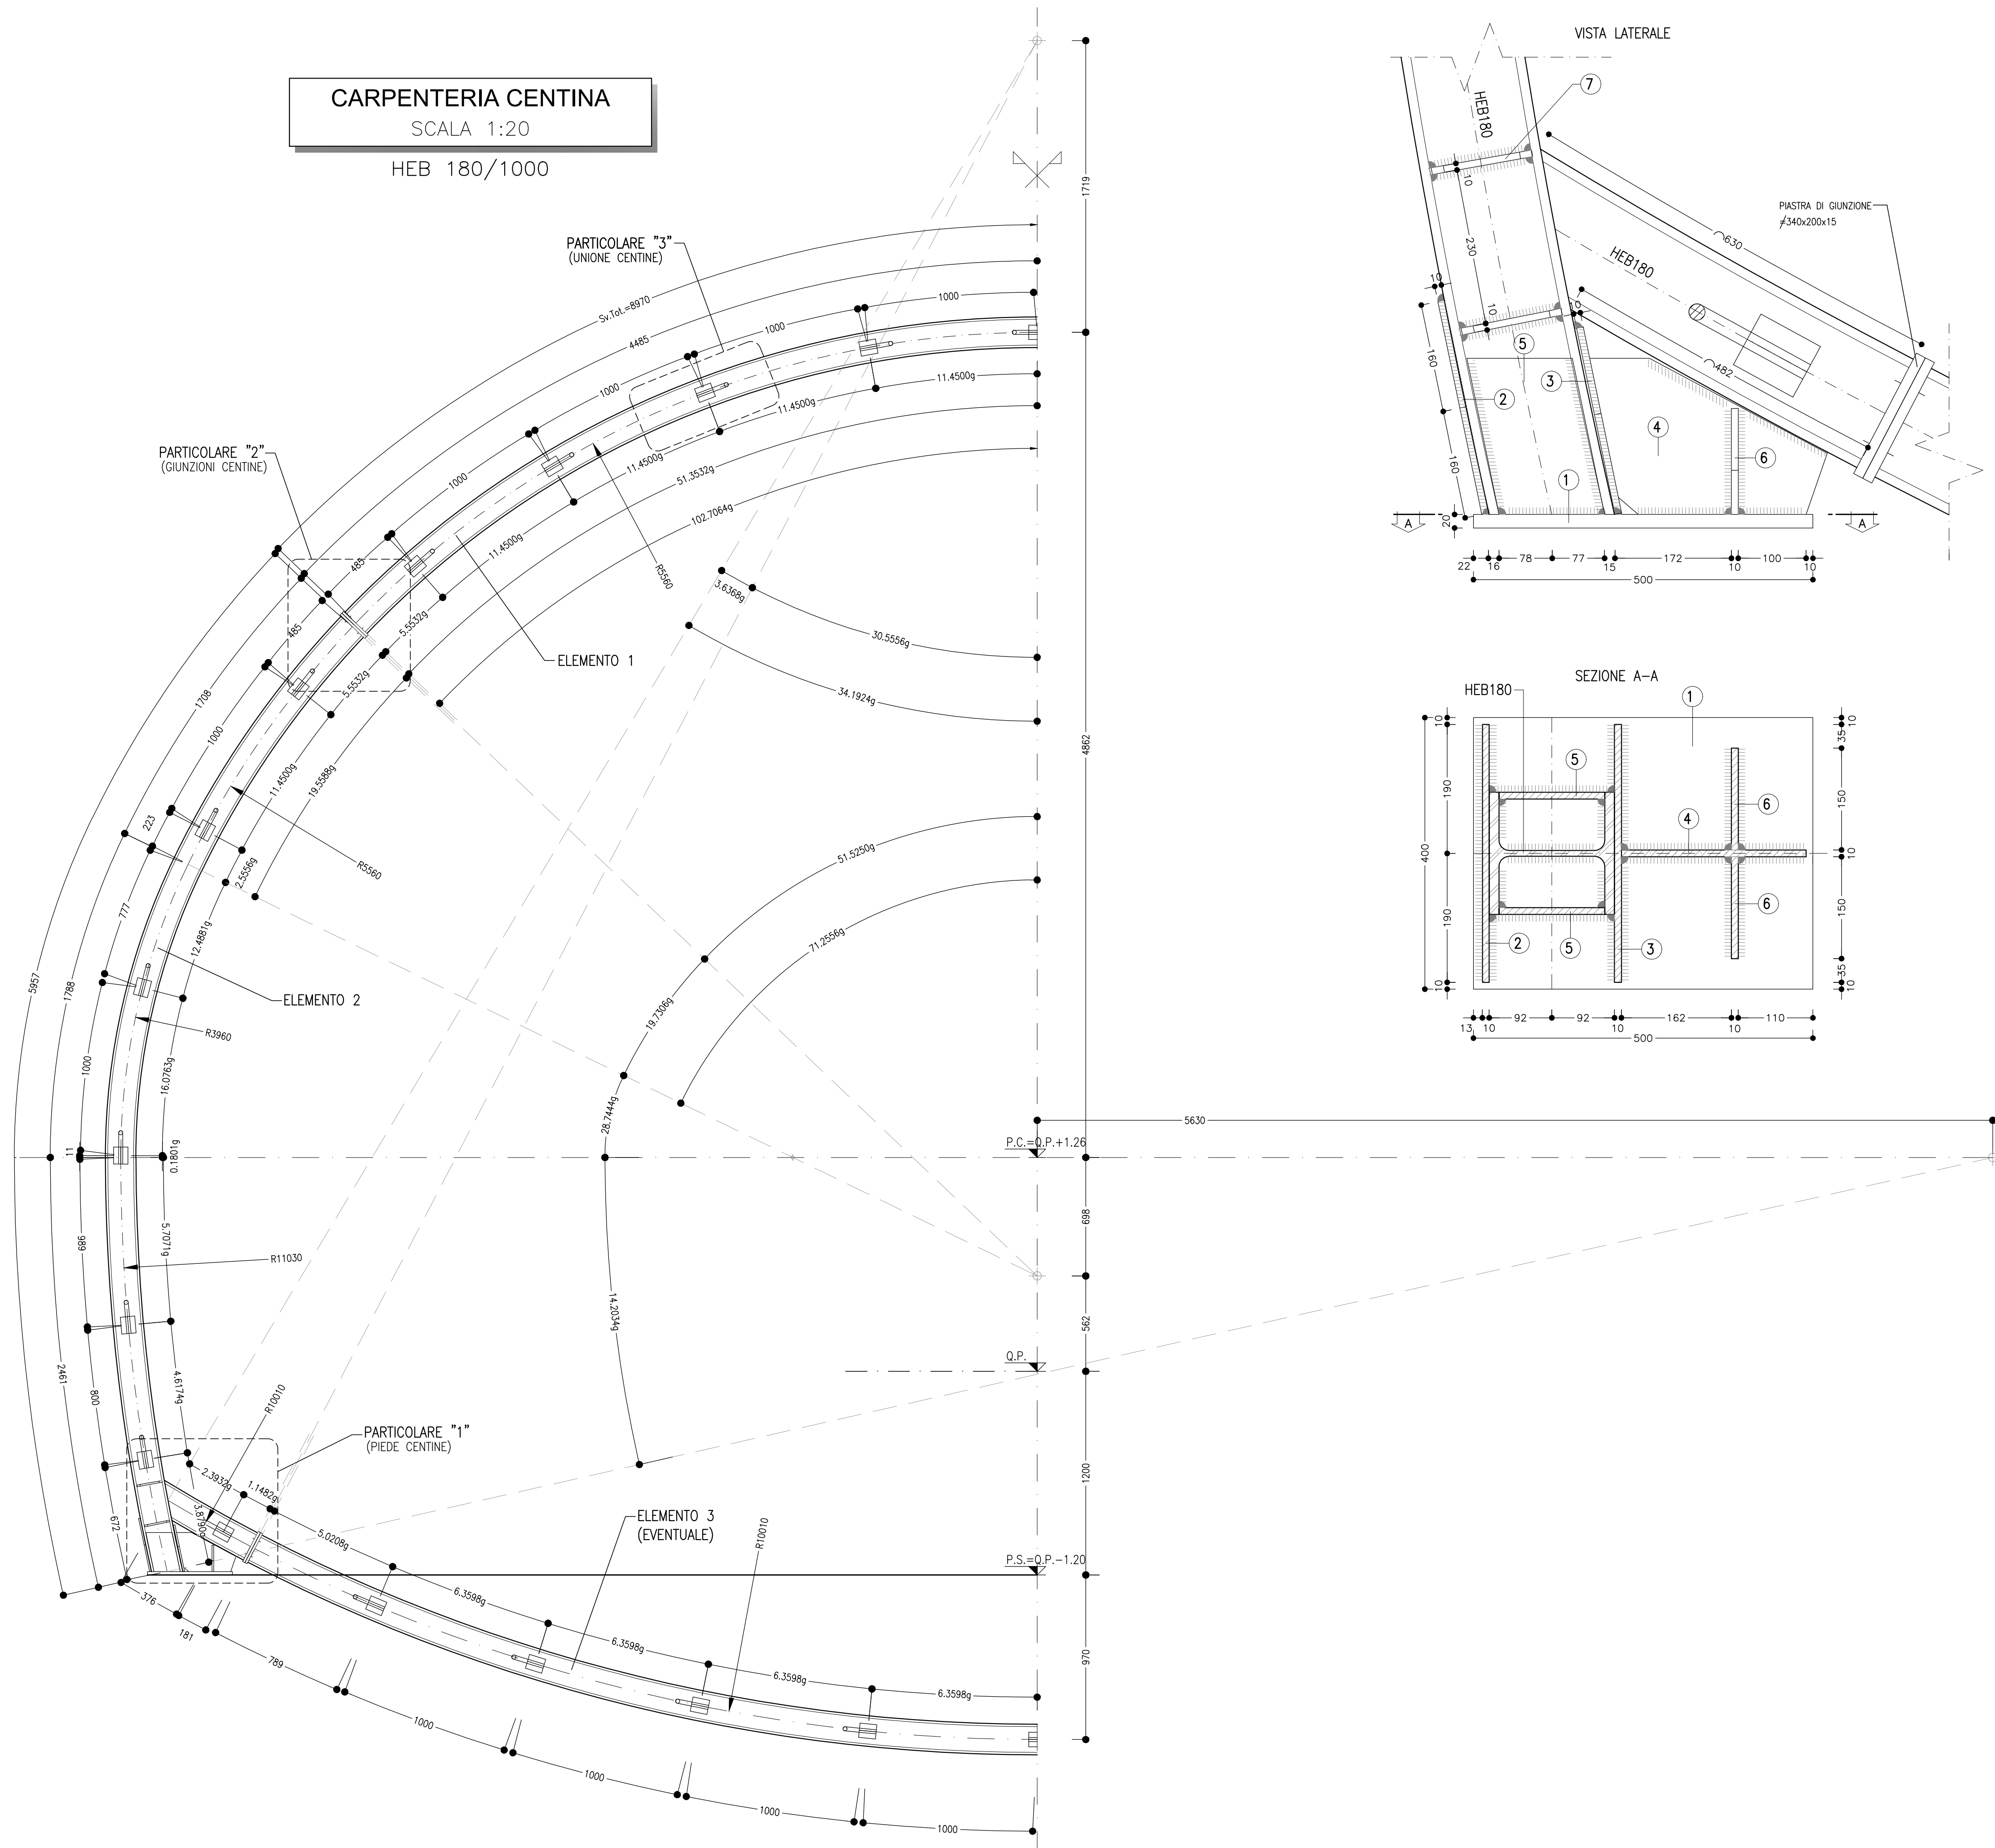 CARPENTERIA CENTINA
SCALA 1:20
HEB 180/1000
PARTICOLARE "3"
(UNIONE CENTINE)
PARTICOLARE "2"
(GIUNZIONI CENTINE)
Sv.Tot.=8970
4485
1000
1000
1000
1000
485
485
1000
223
777
1000
11
989
800
672
1708
1788
2461
5957
11.4500g
11.4500g
11.4500g
11.4500g
5.5532g
5.5532g
11.4500g
2.5556g
12.4881g
16.0763g
0.1801g
5.7071g
4.6174g
3.8790g
51.3532g
102.7064g
19.5588g
R5560
R5560
R3960
R11030
R10010
R10010
ELEMENTO 1
ELEMENTO 2
ELEMENTO 3
(EVENTUALE)
3.6368g
30.5556g
34.1924g
51.5250g
71.2556g
19.7306g
28.7444g
14.2034g
1719
4862
698
562
1200
970
5630
P.C.=Q.P.+1.26
Q.P.
P.S.=Q.P.-1.20
PARTICOLARE "1"
(PIEDE CENTINE)
2.3932g
1.1482g
5.0208g
6.3598g
6.3598g
6.3598g
6.3598g
376
181
789
1000
1000
1000
1000
VISTA LATERALE
HEB180
7
PIASTRA DI GIUNZIONE
≠340x200x15
630
HEB180
10
230
10
10
10
160
160
482
5
3
2
4
6
1
20
A
A
22
16
78
77
15
172
10
100
10
500
SEZIONE A-A
HEB180
1
5
6
4
6
2
5
3
10
190
400
190
10
10
35
150
10
150
35
10
13
10
92
92
10
162
10
110
500